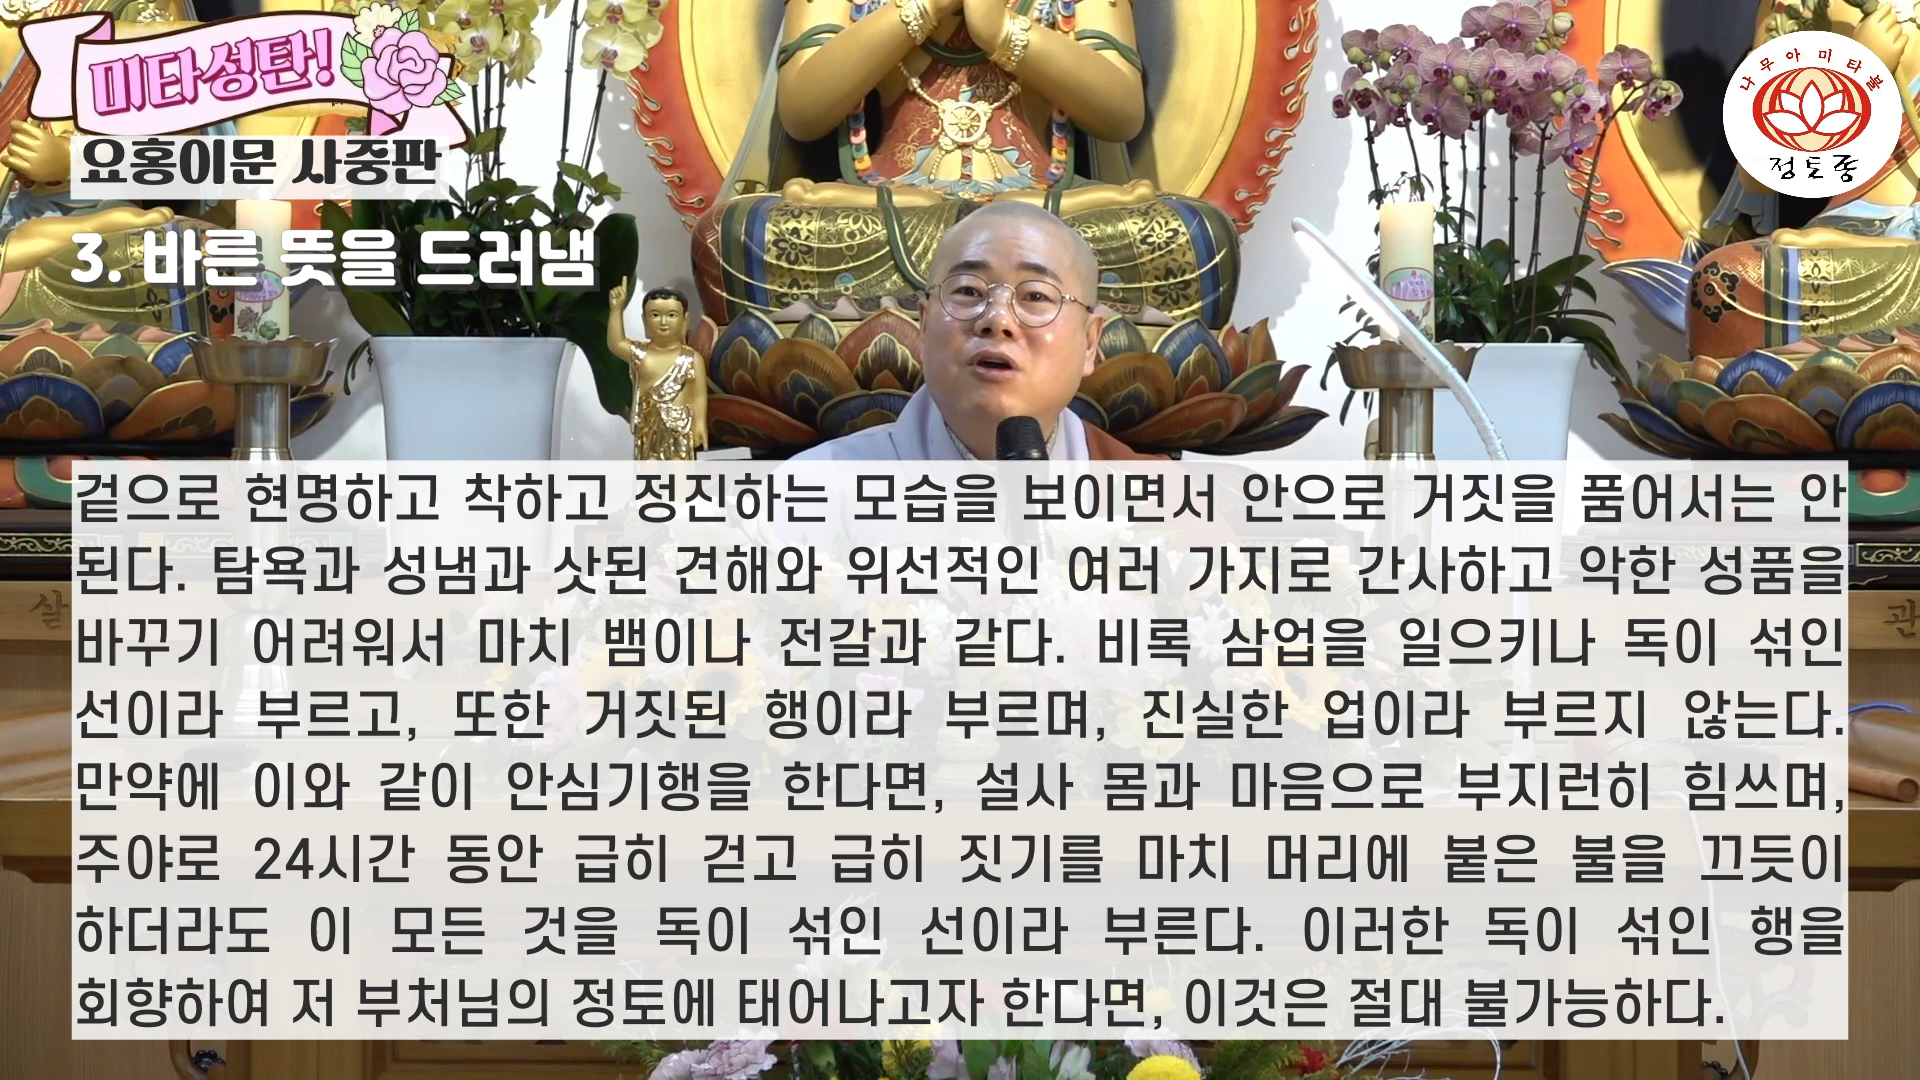 미타성탄!
나무아미타불
정토종
요홍이문 사중판
3. 바른 뜻을 드러냄
겉으로 현명하고 착하고 정진하는 모습을 보이면서 안으로 거짓을 품어서는 안
된다. 탐욕과 성냄과 삿된 견해와 위선적인 여러 가지로 간사하고 악한 성품을
바꾸기 어려워서 마치 뱀이나 전갈과 같다. 비록 삼업을 일으키나 독이 섞인
선이라 부르고, 또한 거짓된 행이라 부르며, 진실한 업이라 부르지 않는다.
만약에 이와 같이 안심기행을 한다면, 설사 몸과 마음으로 부지런히 힘쓰며,
주야로 24시간 동안 급히 걷고 급히 짓기를 마치 머리에 붙은 불을 끄듯이
하더라도 이 모든 것을 독이 섞인 선이라 부른다. 이러한 독이 섞인 행을
회향하여 저 부처님의 정토에 태어나고자 한다면, 이것은 절대 불가능하다.
살
관